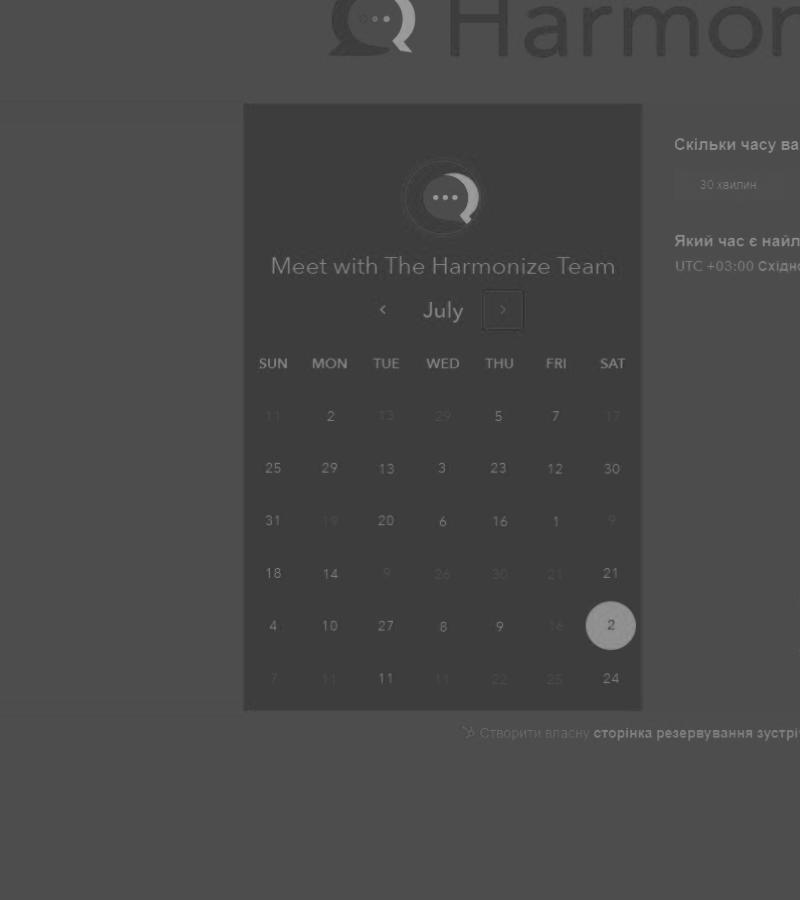 Harmon
Meet with The Harmonize Team
July
SUN MON TUE WED THU FRI SAT
11 2 13 29 5 7 17
25 29 13 3 23 12 30
31 19 20 6 16 1 9
18 14 9 26 30 21 21
4 10 27 8 9 16 2
7 11 11 11 22 25 24
Скільки часу ва
30 хвилин
Який час є найл
UTC +03:00 Східно
Створити власну сторінка резервування зустрі